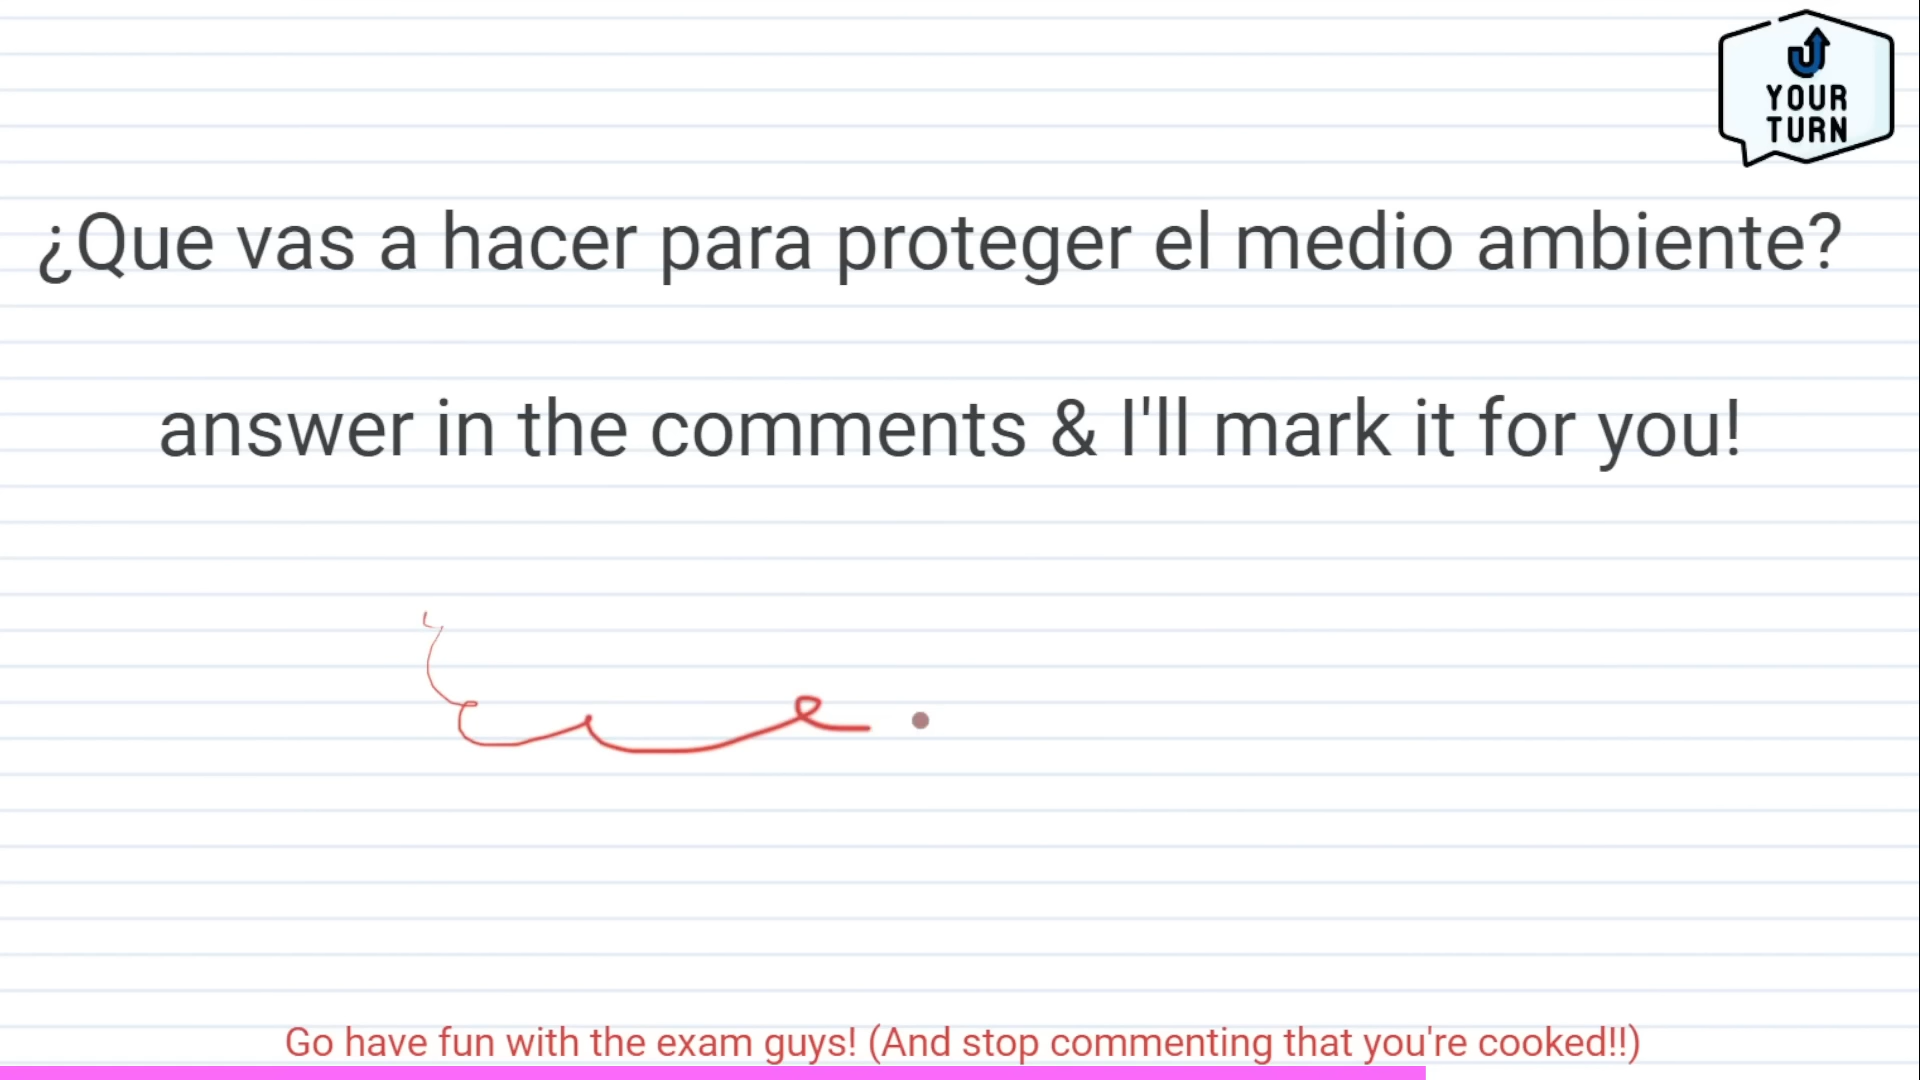 YOUR
TURN
¿Que vas a hacer para proteger el medio ambiente?
answer in the comments & I'll mark it for you!
Go have fun with the exam guys! (And stop commenting that you're cooked!!)